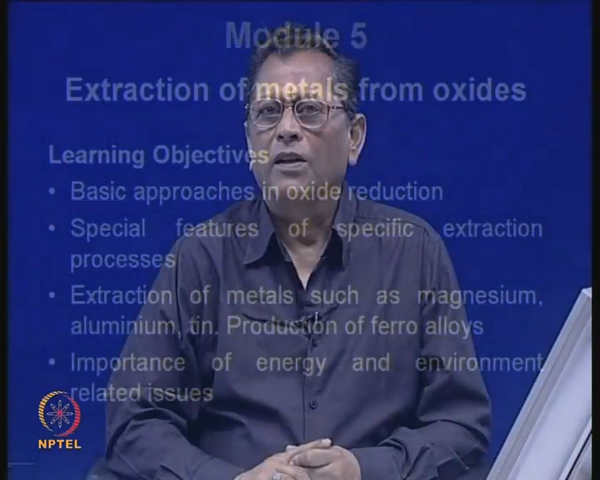 Module 5
Extraction of metals from oxides
Learning Objectives
• Basic approaches in oxide reduction
• Special features of specific extraction
processes
• Extraction of metals such as magnesium,
aluminium, tin. Production of ferro alloys
• Importance of energy and environment
related issues
NPTEL